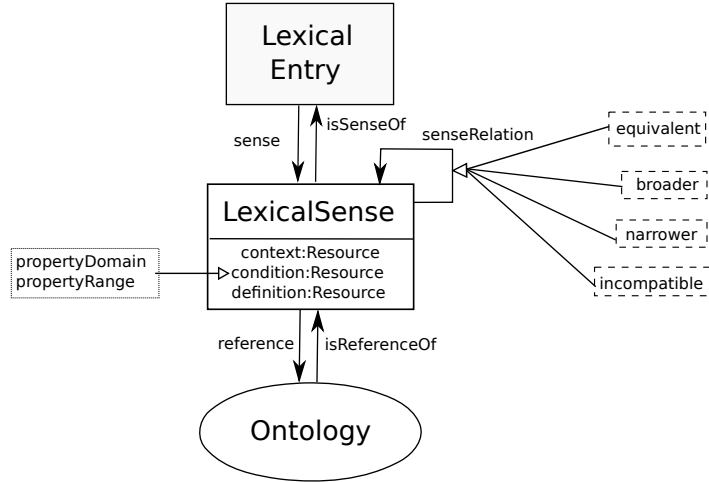 Lexical
Entry
sense
isSenseOf
senseRelation
equivalent
broader
narrower
incompatible
LexicalSense
context:Resource
condition:Resource
definition:Resource
propertyDomain
propertyRange
reference
isReferenceOf
Ontology